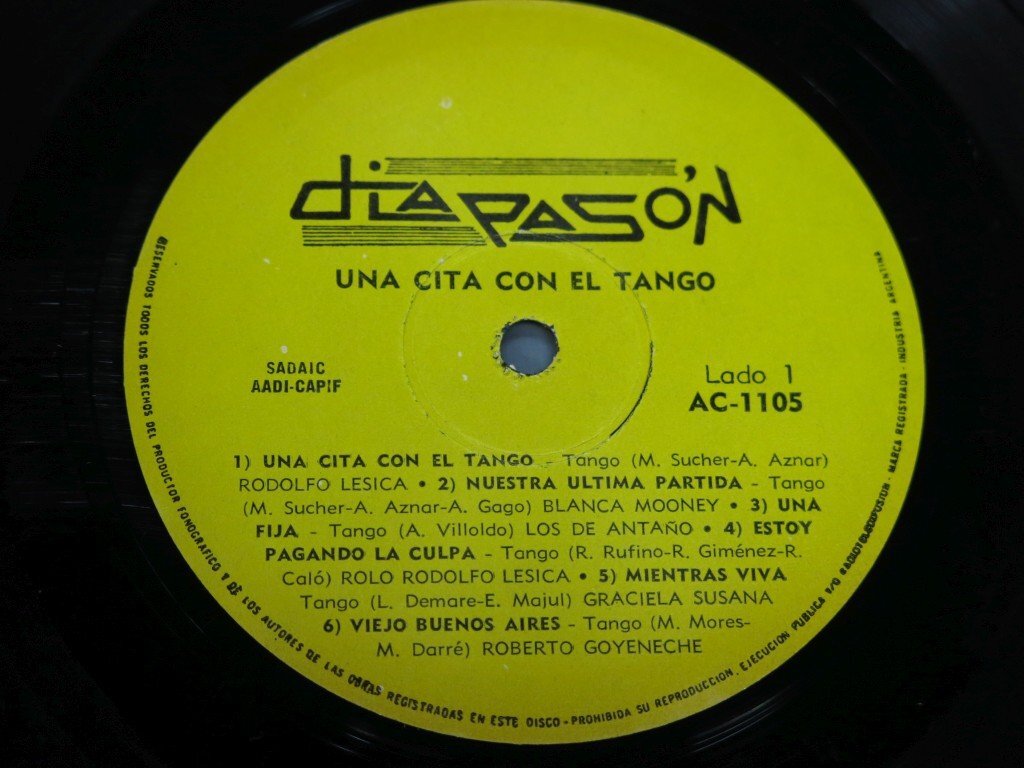 diapasón
UNA CITA CON EL TANGO
SADAIC
AADI-CAPIF
Lado 1
AC-1105
1) UNA CITA CON EL TANGO - Tango (M. Sucher-A. Aznar)
RODOLFO LESICA • 2) NUESTRA ULTIMA PARTIDA - Tango
(M. Sucher-A. Aznar-A. Gago) BLANCA MOONEY • 3) UNA
FIJA - Tango (A. Villoldo) LOS DE ANTAÑO • 4) ESTOY
PAGANDO LA CULPA - Tango (R. Rufino-R. Giménez-R.
Caló) ROLO RODOLFO LESICA • 5) MIENTRAS VIVA
Tango (L. Demare-E. Majul) GRACIELA SUSANA
6) VIEJO BUENOS AIRES - Tango (M. Mores-
M. Darré) ROBERTO GOYENECHE
RESERVADOS TODOS LOS DERECHOS DEL PRODUCTOR FONOGRAFICO Y DE LOS AUTORES DE LAS OBRAS REGISTRADAS EN ESTE DISCO - PROHIBIDA SU REPRODUCCION, EJECUCION PUBLICA Y/O RADIOTELEDIFUSION - MARCA REGISTRADA - INDUSTRIA ARGENTINA